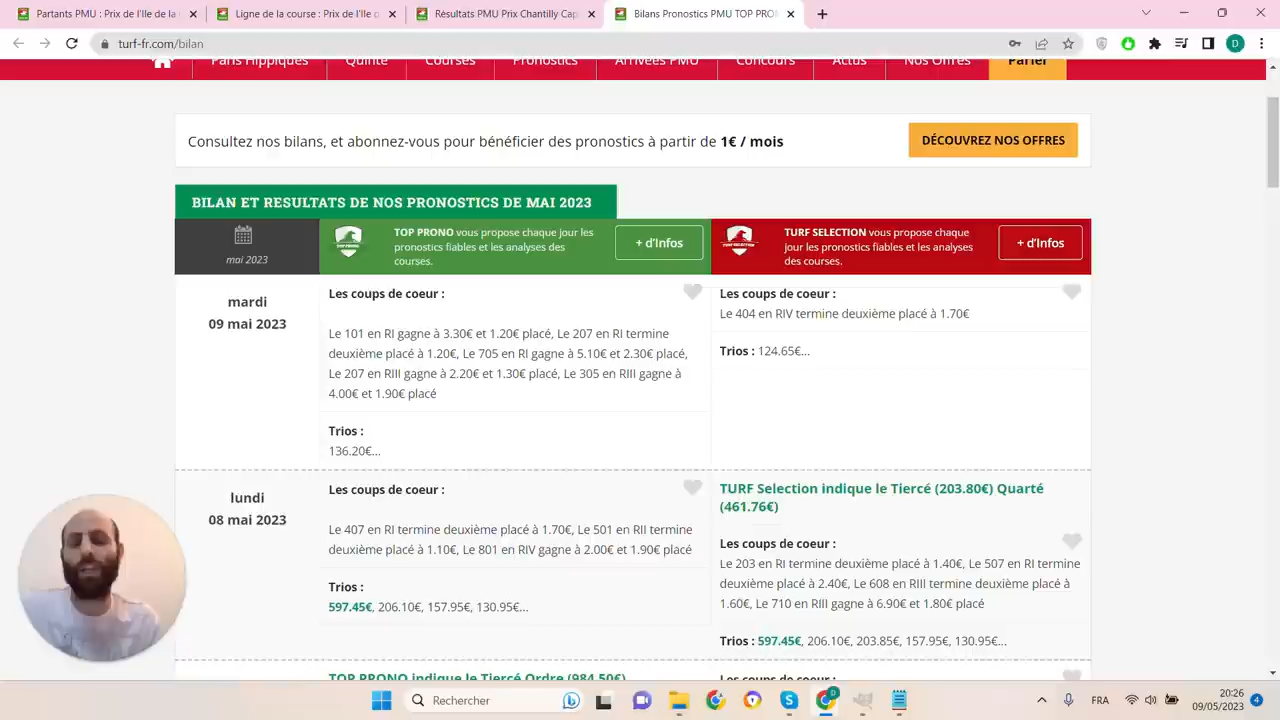 Partants PMU : Prix de l'Ile de la
Ligne de la course : Prix de l'Ile d
Résultats PMU Prix Chantilly Cap
Bilans Pronostics PMU TOP PRON
turf-fr.com/bilan
D
Paris Hippiques
Quinté
Courses
Pronostics
Arrivées PMU
Concours
Actus
Nos Offres
Parier
Consultez nos bilans, et abonnez-vous pour bénéficier des pronostics à partir de 1€ / mois
DÉCOUVREZ NOS OFFRES
BILAN ET RESULTATS DE NOS PRONOSTICS DE MAI 2023
mai 2023
TOP PRONO
TOP PRONO vous propose chaque jour les
pronostics fiables et les analyses des
courses.
+ d'Infos
TURF SELECTION
TURF SELECTION vous propose chaque
jour les pronostics fiables et les analyses
des courses.
+ d'Infos
mardi
09 mai 2023
Les coups de coeur :
Le 101 en RI gagne à 3.30€ et 1.20€ placé, Le 207 en RI termine
deuxième placé à 1.20€, Le 705 en RI gagne à 5.10€ et 2.30€ placé,
Le 207 en RIII gagne à 2.20€ et 1.30€ placé, Le 305 en RIII gagne à
4.00€ et 1.90€ placé
Trios :
136.20€...
Les coups de coeur :
Le 404 en RIV termine deuxième placé à 1.70€
Trios : 124.65€...
lundi
08 mai 2023
Les coups de coeur :
Le 407 en RI termine deuxième placé à 1.70€, Le 501 en RII termine
deuxième placé à 1.10€, Le 801 en RIV gagne à 2.00€ et 1.90€ placé
Trios :
597.45€, 206.10€, 157.95€, 130.95€...
TURF Selection indique le Tiercé (203.80€) Quarté
(461.76€)
Les coups de coeur :
Le 203 en RI termine deuxième placé à 1.40€, Le 507 en RI termine
deuxième placé à 2.40€, Le 608 en RIII termine deuxième placé à
1.60€, Le 710 en RIII gagne à 6.90€ et 1.80€ placé
Trios : 597.45€, 206.10€, 203.85€, 157.95€, 130.95€...
TOP PRONO indique le Tiercé Ordre (984.50€)
Les coups de coeur :
Rechercher
D
FRA
20:26
09/05/2023
4